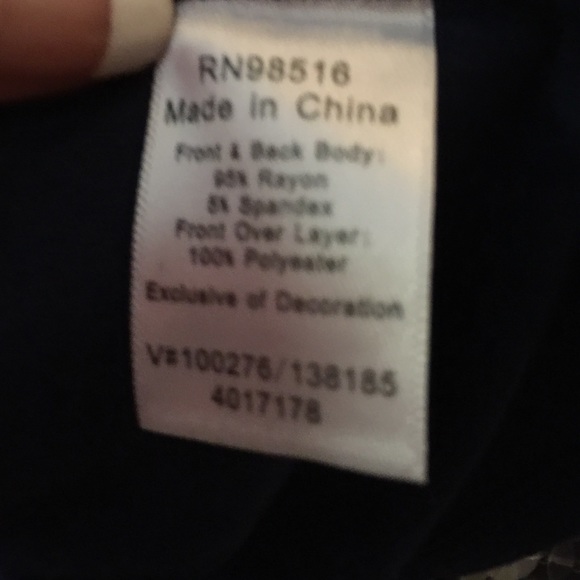 RN98516
Made in China
Front & Back Body:
95% Rayon
5% Spandex
Front Over Layer:
100% Polyester
Exclusive of Decoration
V#100276/138185
4017178